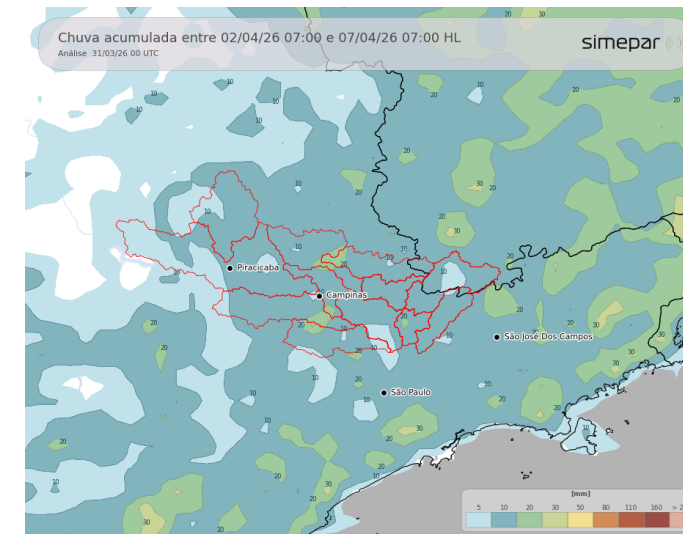 Chuva acumulada entre 02/04/26 07:00 e 07/04/26 07:00 HL
Análise 31/03/26 00 UTC
simepar
Piracicaba
Campinas
São José Dos Campos
São Paulo
[mm]
5 10 20 30 50 80 110 160 > 2